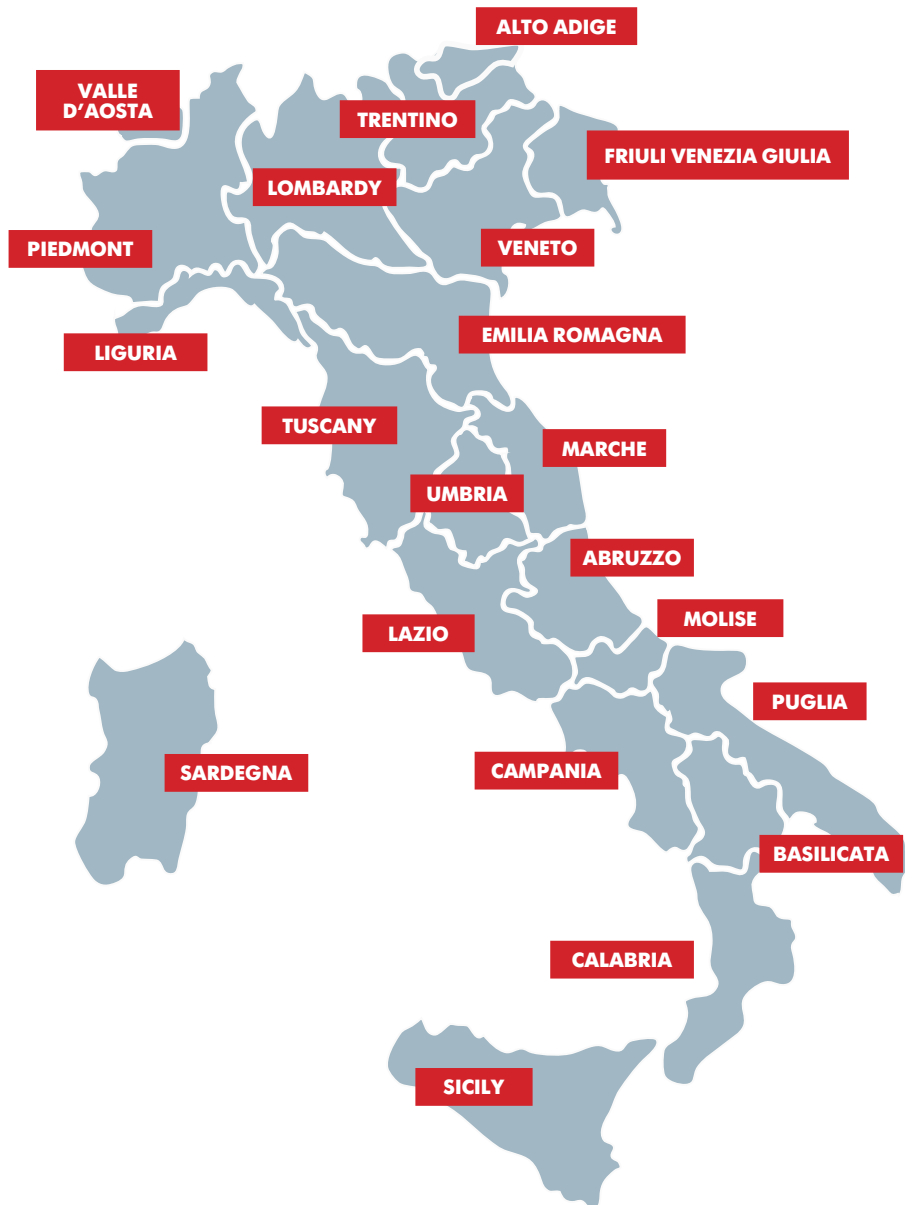 ALTO ADIGE
VALLE
D'AOSTA
TRENTINO
FRIULI VENEZIA GIULIA
LOMBARDY
PIEDMONT
VENETO
EMILIA ROMAGNA
LIGURIA
TUSCANY
MARCHE
UMBRIA
ABRUZZO
MOLISE
LAZIO
PUGLIA
SARDEGNA
CAMPANIA
BASILICATA
CALABRIA
SICILY